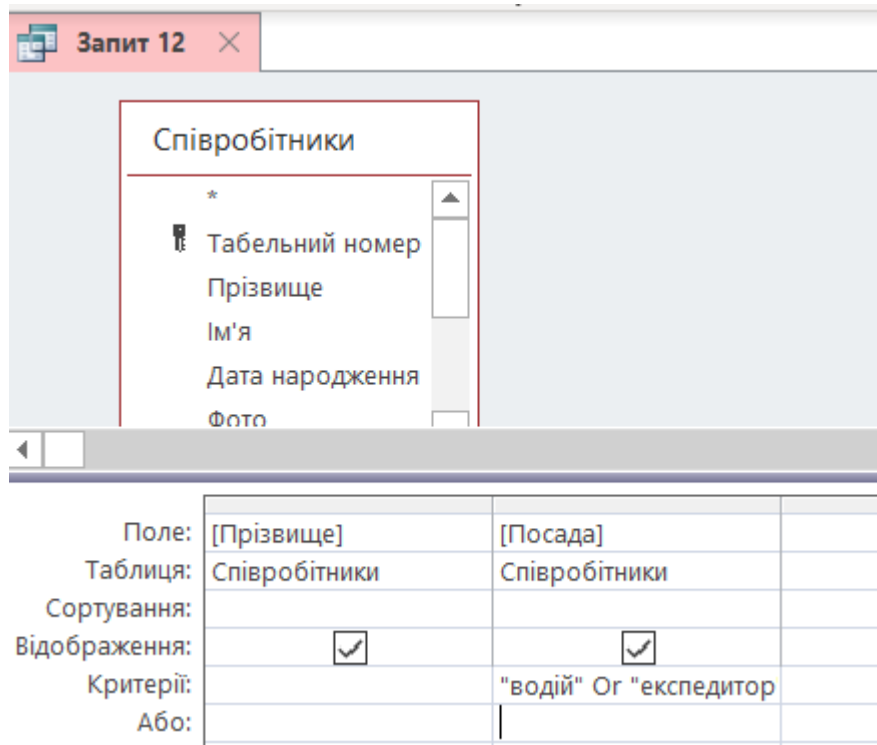 Запит 12
Співробітники
*
Табельний номер
Прізвище
Ім'я
Дата народження
Фото
Поле: [Прізвище] [Посада]
Таблиця: Співробітники Співробітники
Сортування:
Відображення:
Критерії: "водій" Or "експедитор
Або: